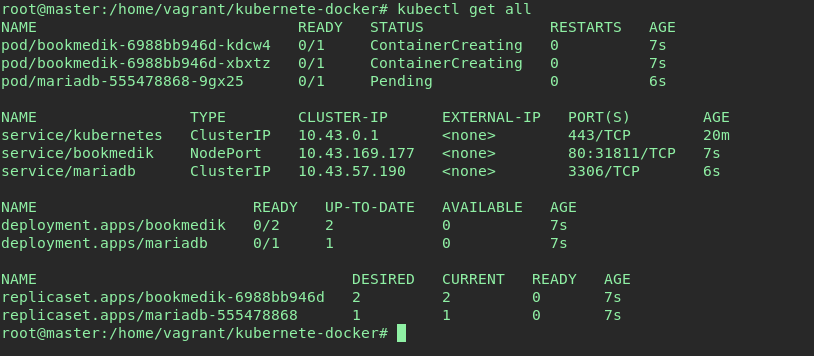 root@master:/home/vagrant/kubernete-docker# kubectl get all
NAME                             READY   STATUS              RESTARTS   AGE
pod/bookmedik-6988bb946d-kdcw4   0/1     ContainerCreating   0          7s
pod/bookmedik-6988bb946d-xbxtz   0/1     ContainerCreating   0          7s
pod/mariadb-555478868-9gx25      0/1     Pending             0          6s

NAME                 TYPE        CLUSTER-IP      EXTERNAL-IP   PORT(S)        AGE
service/kubernetes   ClusterIP   10.43.0.1       <none>        443/TCP        20m
service/bookmedik    NodePort    10.43.169.177   <none>        80:31811/TCP   7s
service/mariadb      ClusterIP   10.43.57.190    <none>        3306/TCP       6s

NAME                        READY   UP-TO-DATE   AVAILABLE   AGE
deployment.apps/bookmedik   0/2     2            0           7s
deployment.apps/mariadb     0/1     1            0           7s

NAME                                   DESIRED   CURRENT   READY   AGE
replicaset.apps/bookmedik-6988bb946d   2         2         0       7s
replicaset.apps/mariadb-555478868      1         1         0       7s
root@master:/home/vagrant/kubernete-docker#